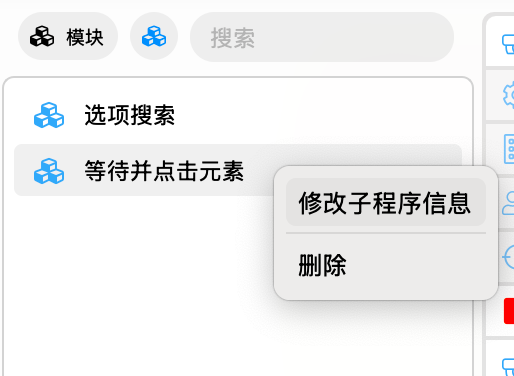 模块
搜索
选项搜索
等待并点击元素
修改子程序信息
删除